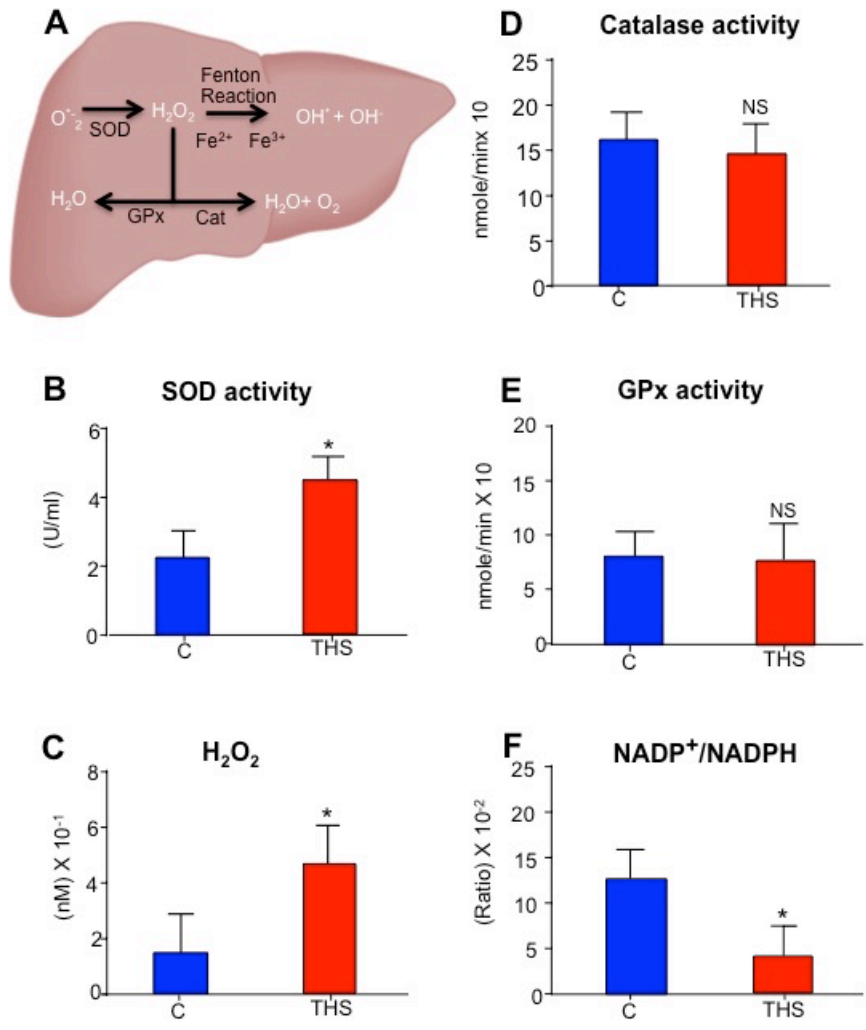 A
Fenton
Reaction
O•-2 SOD H2O2 Fe2+ Fe3+ OH• + OH-
H2O GPx Cat H2O+ O2
B SOD activity
(U/ml)
6
4
2
0
*
C THS
C H2O2
(nM) X 10-1
8
6
4
2
0
*
C THS
D Catalase activity
nmole/minx 10
25
20
15
10
5
0
NS
C THS
E GPx activity
nmole/min X 10
20
15
10
5
0
NS
C THS
F NADP+/NADPH
(Ratio) X 10-2
25
20
15
10
5
0
*
C THS